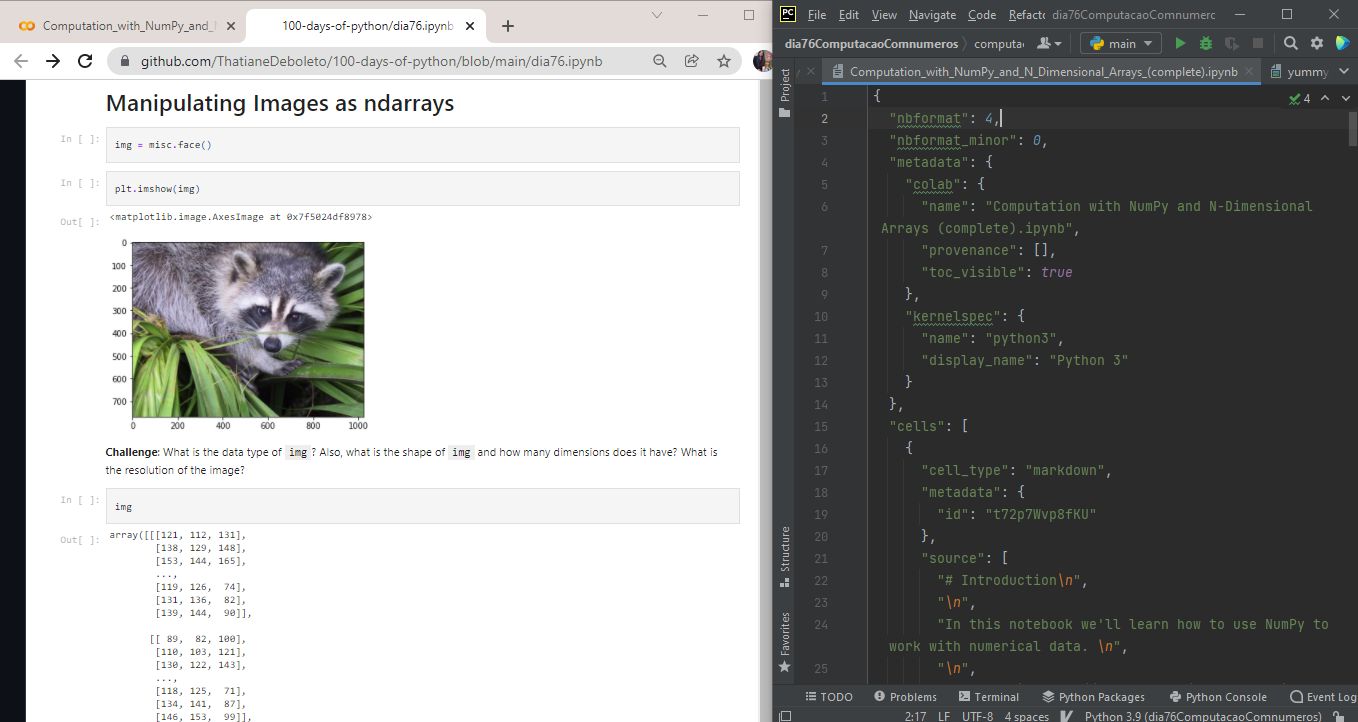 Computation_with_NumPy_and_N
100-days-of-python/dia76.ipynb
github.com/ThatianeDeboleto/100-days-of-python/blob/main/dia76.ipynb
Manipulating Images as ndarrays
In [ ]:
img = misc.face()
In [ ]:
plt.imshow(img)
Out[ ]:
<matplotlib.image.AxesImage at 0x7f5024df8978>
0
100
200
300
400
500
600
700
0 200 400 600 800 1000
Challenge: What is the data type of img ? Also, what is the shape of img and how many dimensions does it have? What is
the resolution of the image?
In [ ]:
img
Out[ ]:
array([[[121, 112, 131],
[138, 129, 148],
[153, 144, 165],
...,
[119, 126, 74],
[131, 136, 82],
[139, 144, 90]],
[[ 89, 82, 100],
[110, 103, 121],
[130, 122, 143],
...,
[118, 125, 71],
[134, 141, 87],
[146, 153, 99]],
PC File Edit View Navigate Code Refactor dia76ComputacaoComnumerc
dia76ComputacaoComnumeros computa main
Computation_with_NumPy_and_N_Dimensional_Arrays_(complete).ipynb yummy
Project
Structure
Favorites
4
1 {
2 "nbformat": 4,
3 "nbformat_minor": 0,
4 "metadata": {
5 "colab": {
6 "name": "Computation with NumPy and N-Dimensional
Arrays (complete).ipynb",
7 "provenance": [],
8 "toc_visible": true
9 },
10 "kernelspec": {
11 "name": "python3",
12 "display_name": "Python 3"
13 }
14 },
15 "cells": [
16 {
17 "cell_type": "markdown",
18 "metadata": {
19 "id": "t72p7Wvp8fKU"
20 },
21 "source": [
22 "# Introduction\n",
23 "\n",
24 "In this notebook we'll learn how to use NumPy to
work with numerical data. \n",
25 "\n",
TODO Problems Terminal Python Packages Python Console Event Log
2:17 LF UTF-8 4 spaces Python 3.9 (dia76ComputacaoComnumeros)